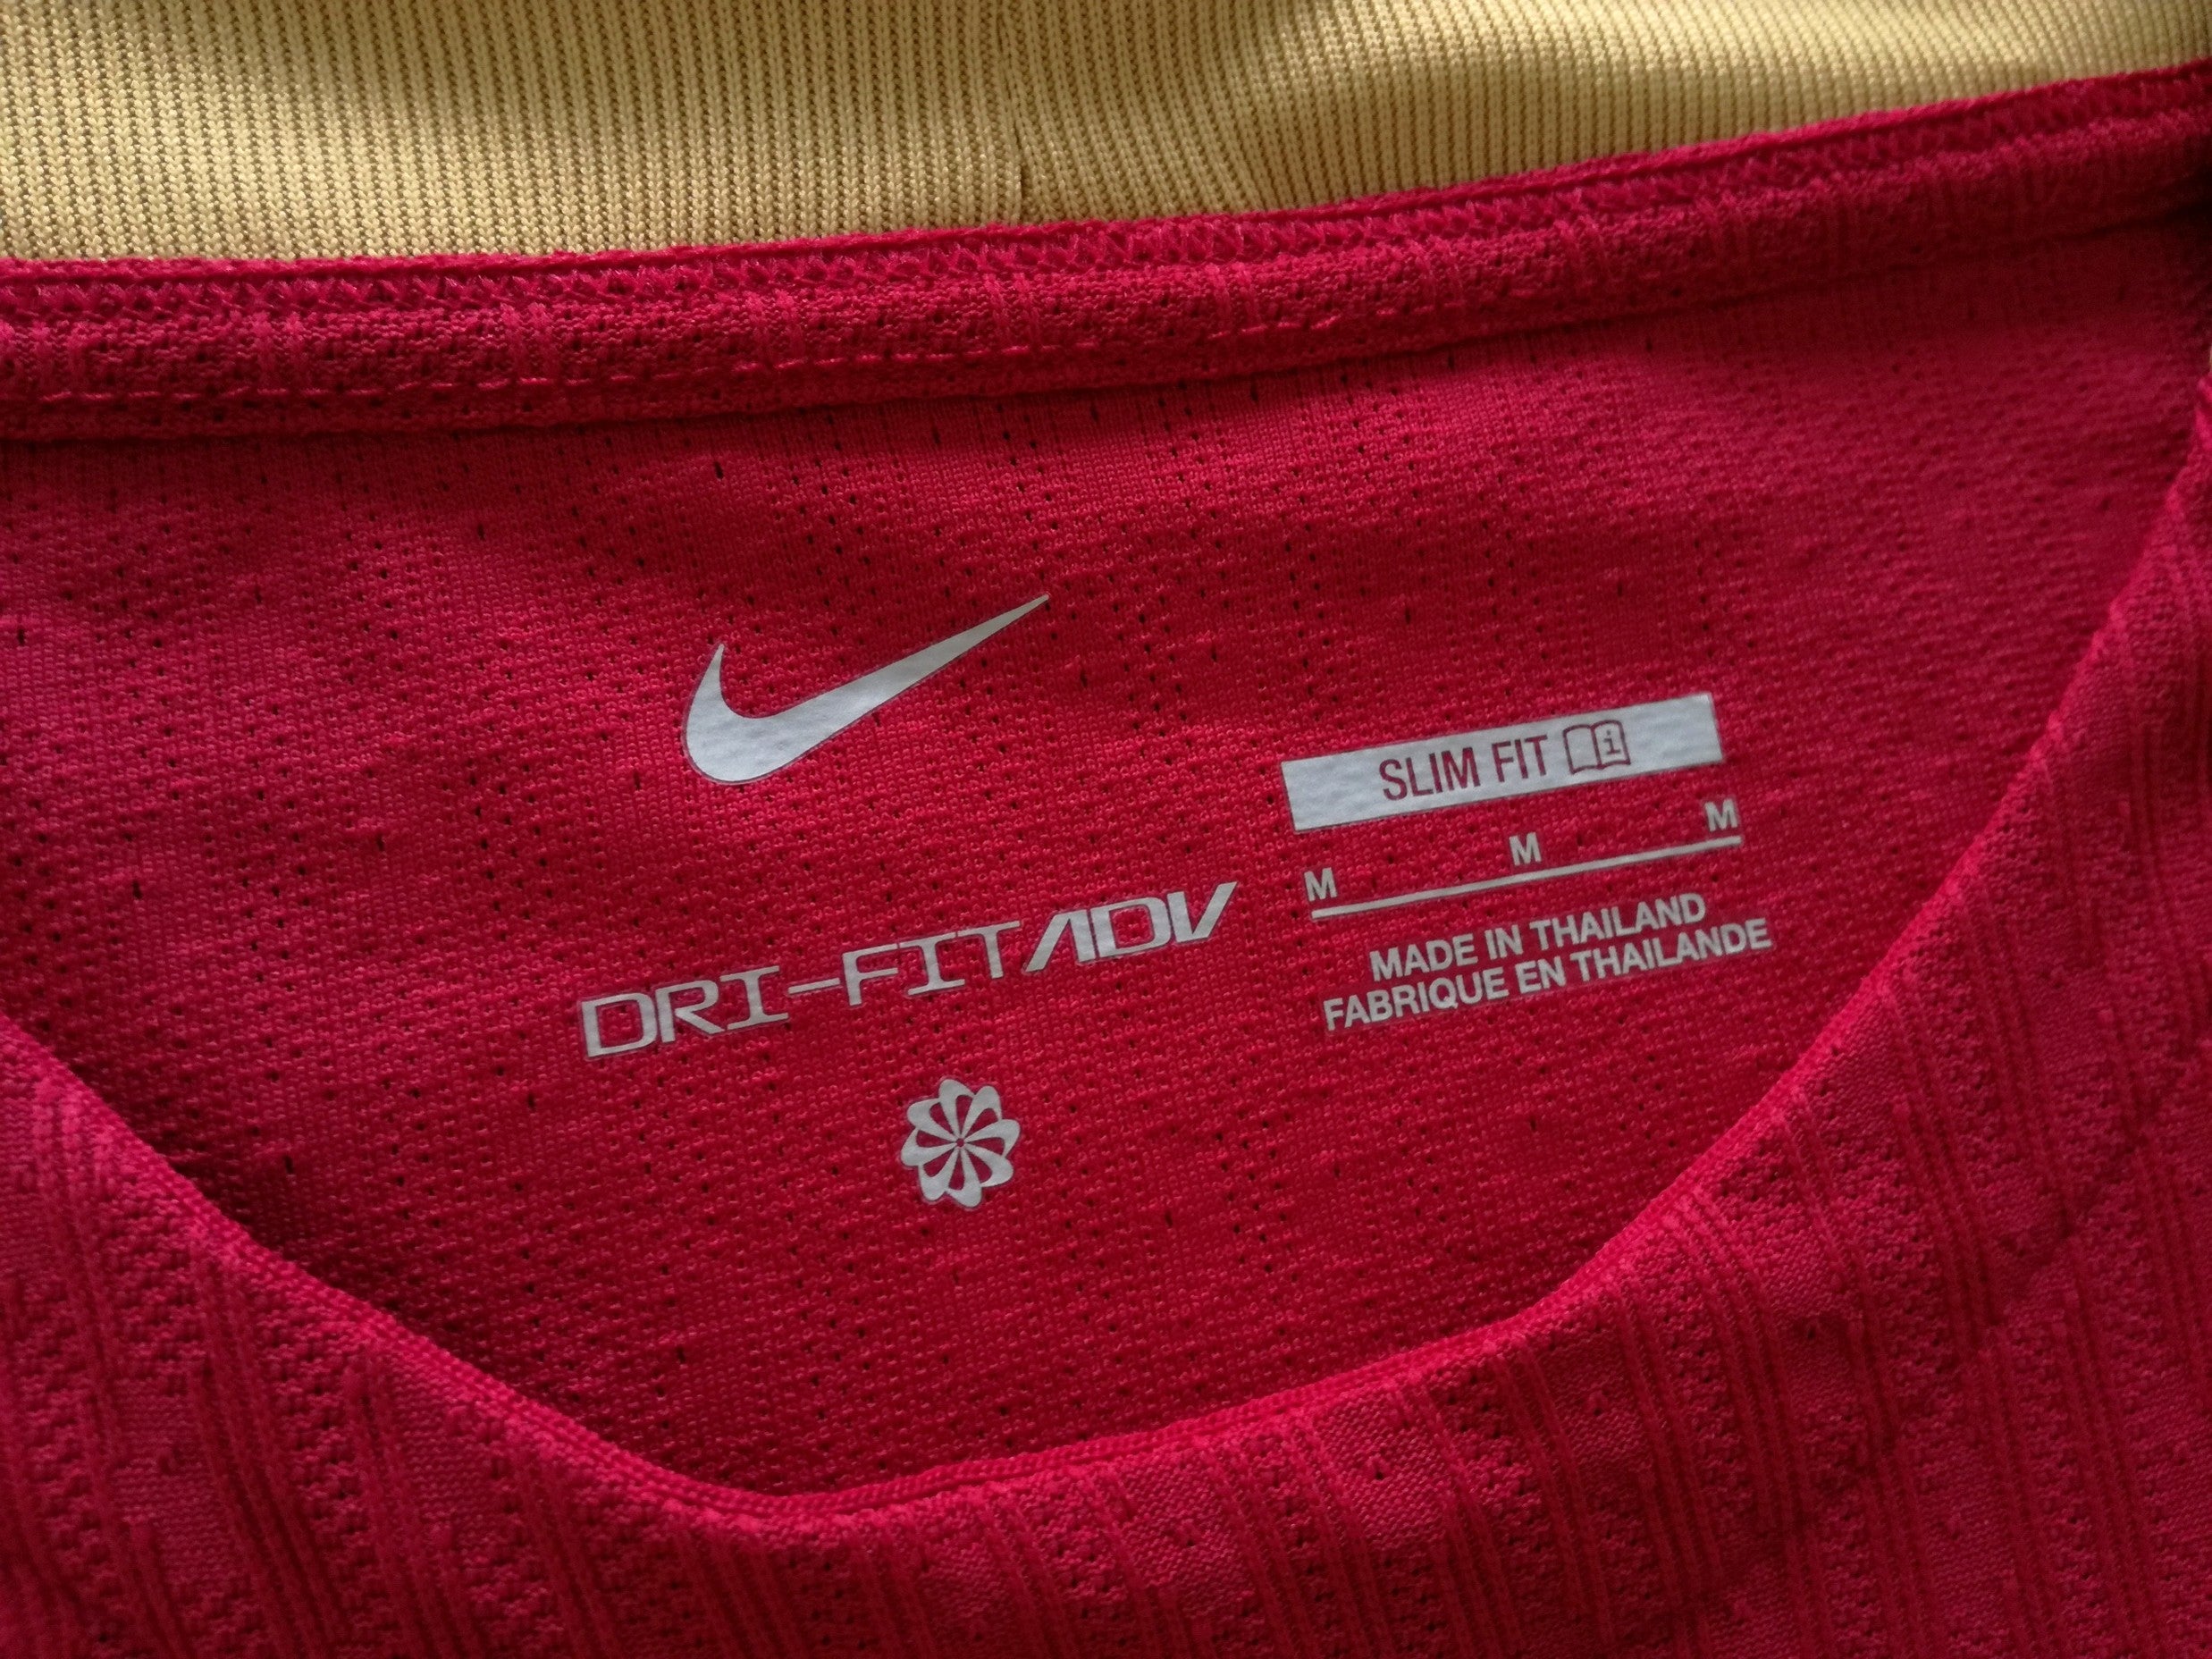 DRI-FIT ADV
SLIM FIT i
M M M
MADE IN THAILAND
FABRIQUE EN THAILANDE